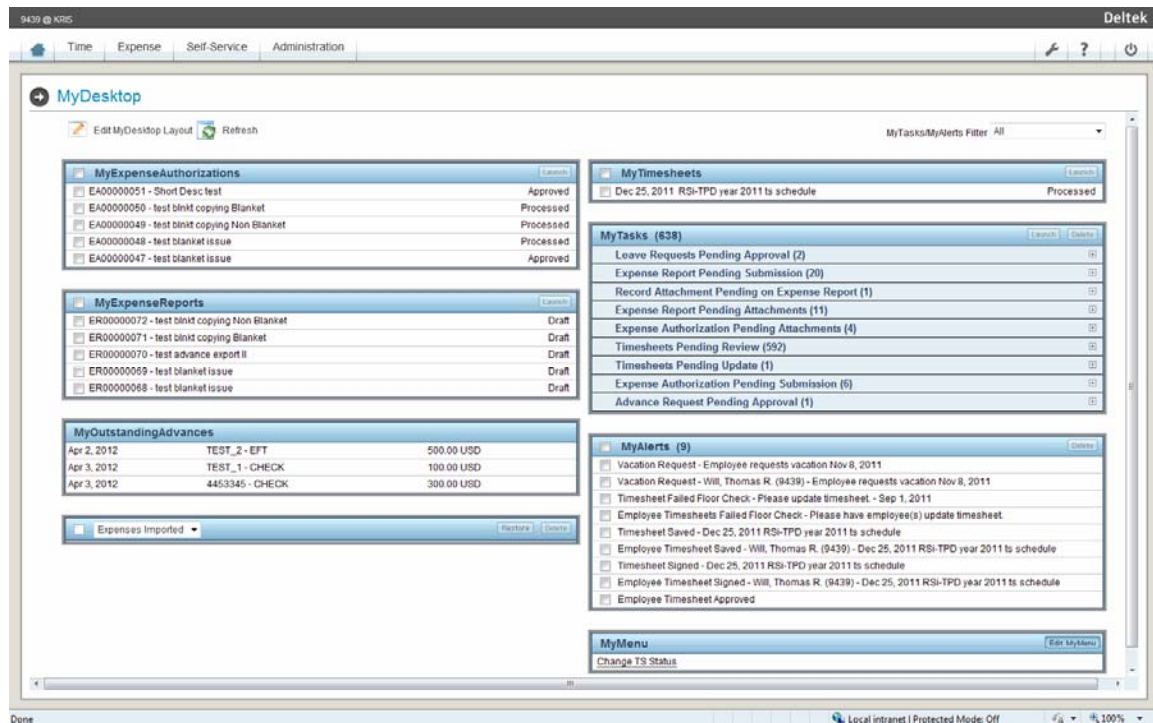 9439 @ KRIS
Deltek
Time Expense Self-Service Administration
?
MyDesktop
Edit MyDesktop Layout Refresh
MyTasks/MyAlerts Filter All
MyExpenseAuthorizations Launch
EA00000051 - Short Desc test Approved
EA00000050 - test blnkt copying Blanket Processed
EA00000049 - test blnkt copying Non Blanket Processed
EA00000048 - test blanket issue Processed
EA00000047 - test blanket issue Approved
MyExpenseReports Launch
ER00000072 - test blnkt copying Non Blanket Draft
ER00000071 - test blnkt copying Blanket Draft
ER00000070 - test advance export II Draft
ER00000069 - test blanket issue Draft
ER00000068 - test blanket issue Draft
MyOutstandingAdvances
Apr 2, 2012 TEST_2 - EFT 500.00 USD
Apr 3, 2012 TEST_1 - CHECK 100.00 USD
Apr 3, 2012 4453345 - CHECK 300.00 USD
Expenses Imported Restore Delete
MyTimesheets Launch
Dec 25, 2011 RSi-TPD year 2011 ts schedule Processed
MyTasks (638) Launch Delete
Leave Requests Pending Approval (2)
Expense Report Pending Submission (20)
Record Attachment Pending on Expense Report (1)
Expense Report Pending Attachments (11)
Expense Authorization Pending Attachments (4)
Timesheets Pending Review (592)
Timesheets Pending Update (1)
Expense Authorization Pending Submission (6)
Advance Request Pending Approval (1)
MyAlerts (9) Delete
Vacation Request - Employee requests vacation Nov 8, 2011
Vacation Request - Will, Thomas R. (9439) - Employee requests vacation Nov 8, 2011
Timesheet Failed Floor Check - Please update timesheet. - Sep 1, 2011
Employee Timesheets Failed Floor Check - Please have employee(s) update timesheet.
Timesheet Saved - Dec 25, 2011 RSi-TPD year 2011 ts schedule
Employee Timesheet Saved - Will, Thomas R. (9439) - Dec 25, 2011 RSi-TPD year 2011 ts schedule
Timesheet Signed - Dec 25, 2011 RSi-TPD year 2011 ts schedule
Employee Timesheet Signed - Will, Thomas R. (9439) - Dec 25, 2011 RSi-TPD year 2011 ts schedule
Employee Timesheet Approved
MyMenu Edit MyMenu
Change TS Status
Done Local intranet | Protected Mode: Off 100%